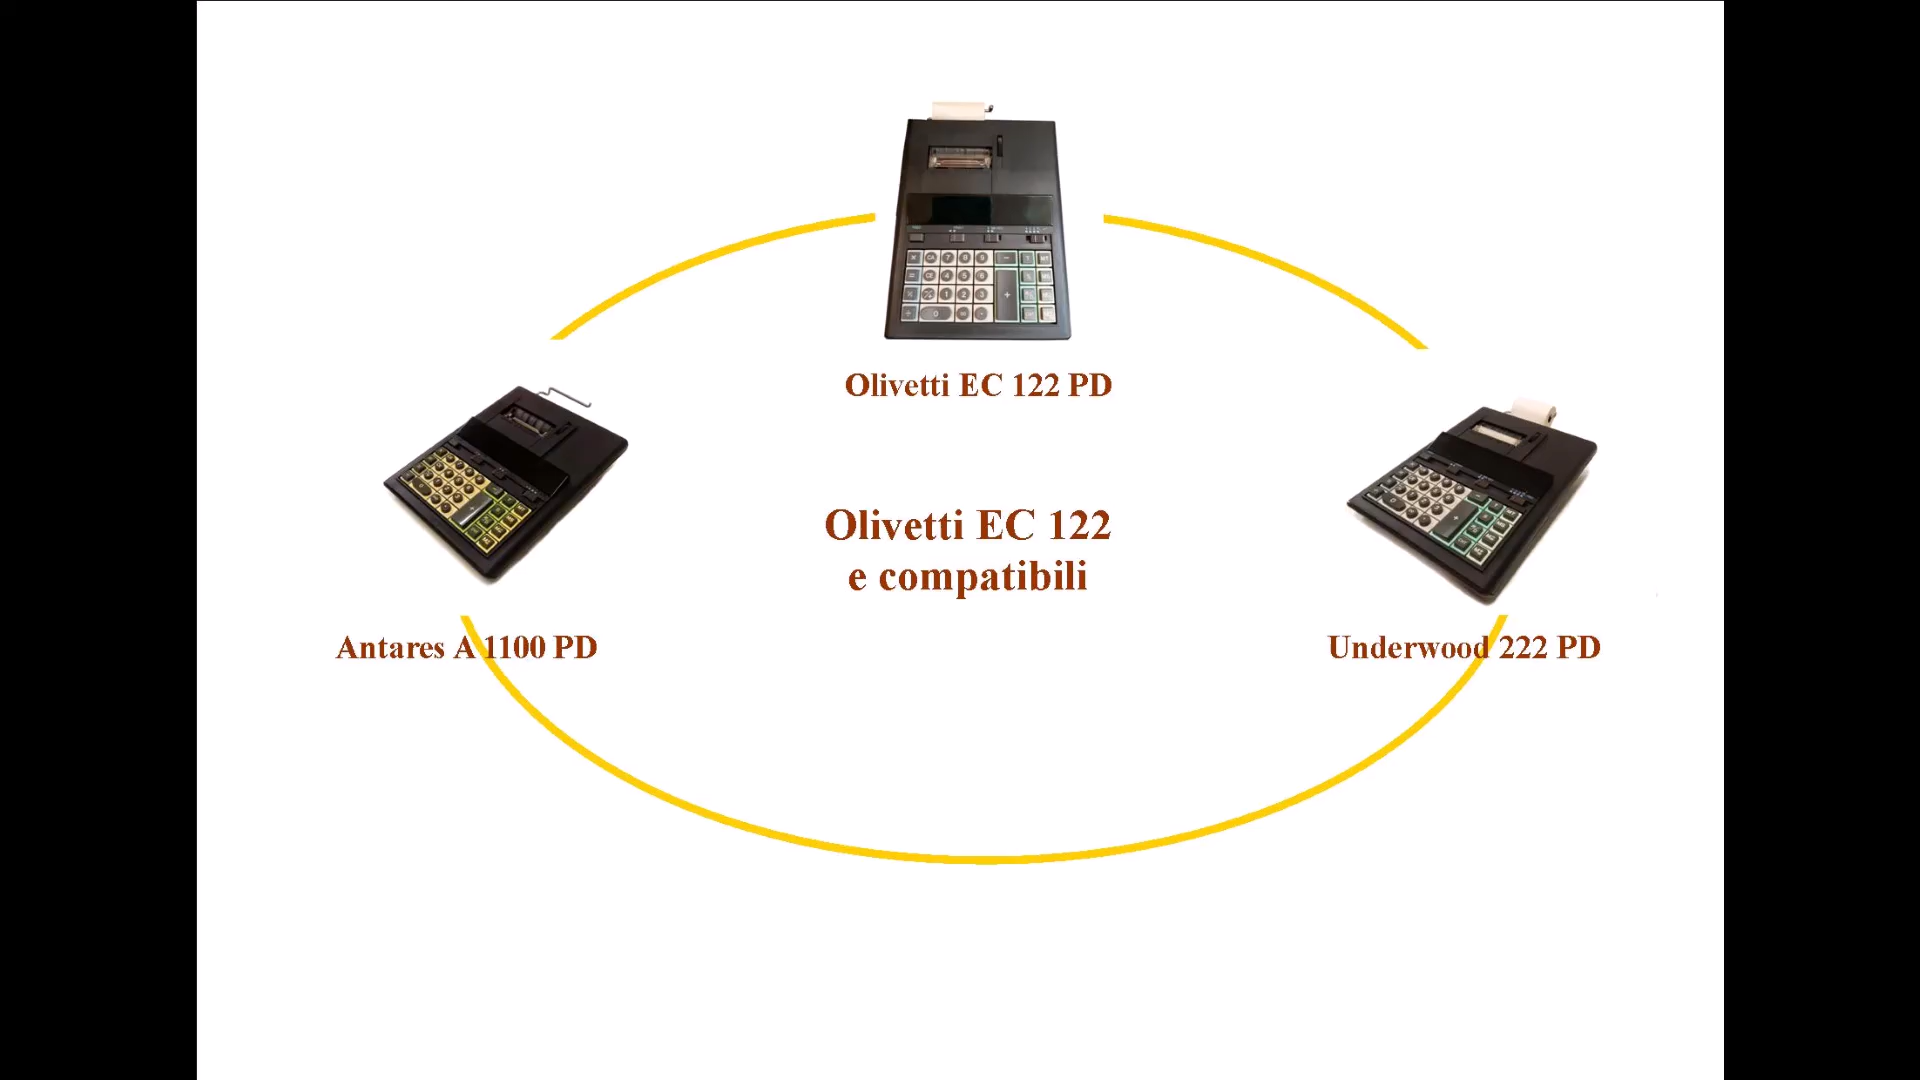 Olivetti EC 122 PD
Olivetti EC 122
e compatibili
Antares A 1100 PD
Underwood 222 PD